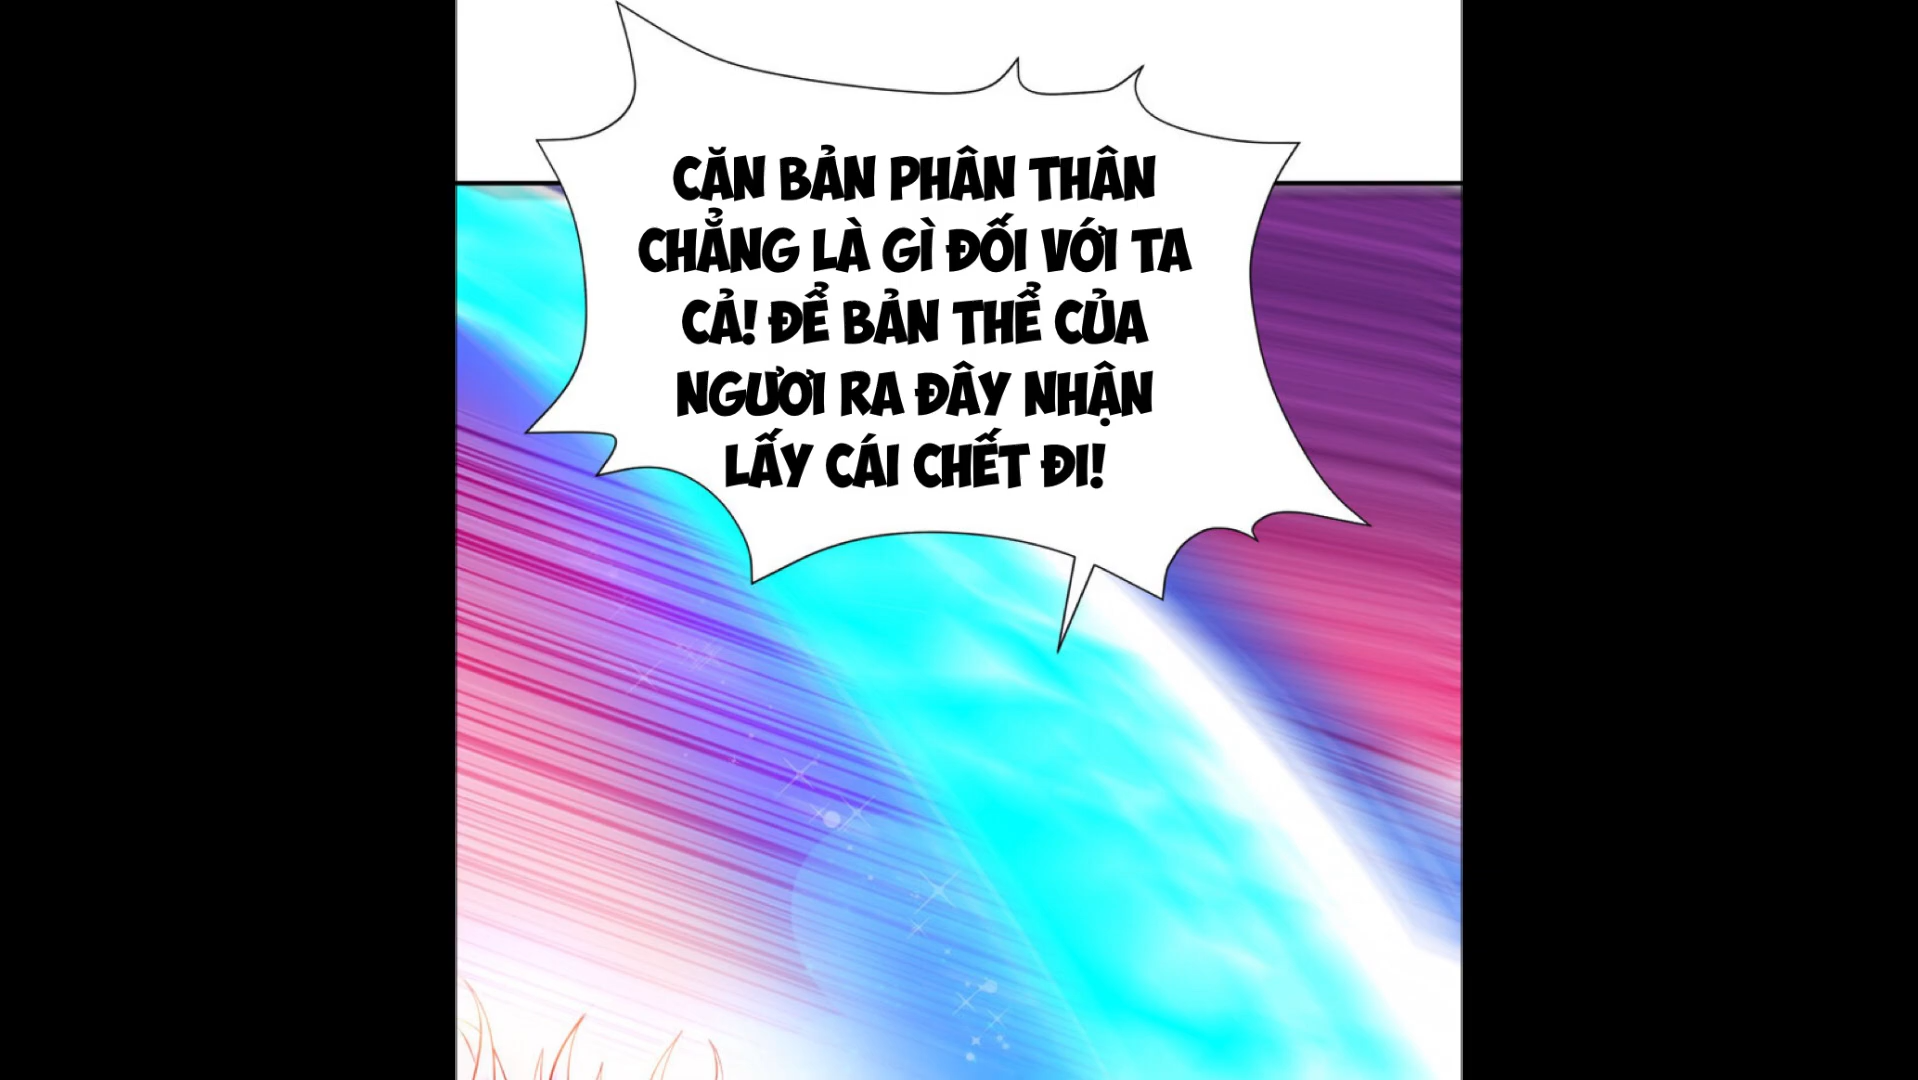 CĂN BẢN PHÂN THÂN
CHẲNG LÀ GÌ ĐỐI VỚI TA
CẢ! ĐỂ BẢN THỂ CỦA
NGƯƠI RA ĐÂY NHẬN
LẤY CÁI CHẾT ĐI!